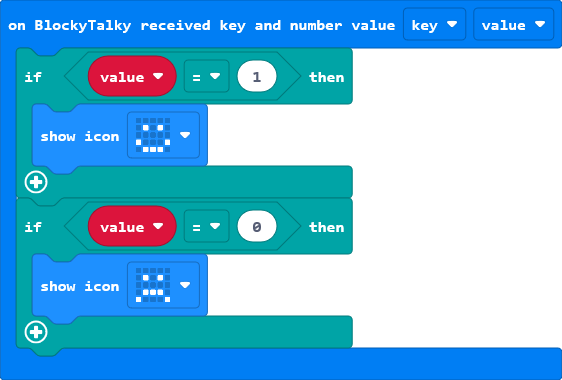 on BlockyTalky received key and number value key value
if value = 1 then
show icon
if value = 0 then
show icon